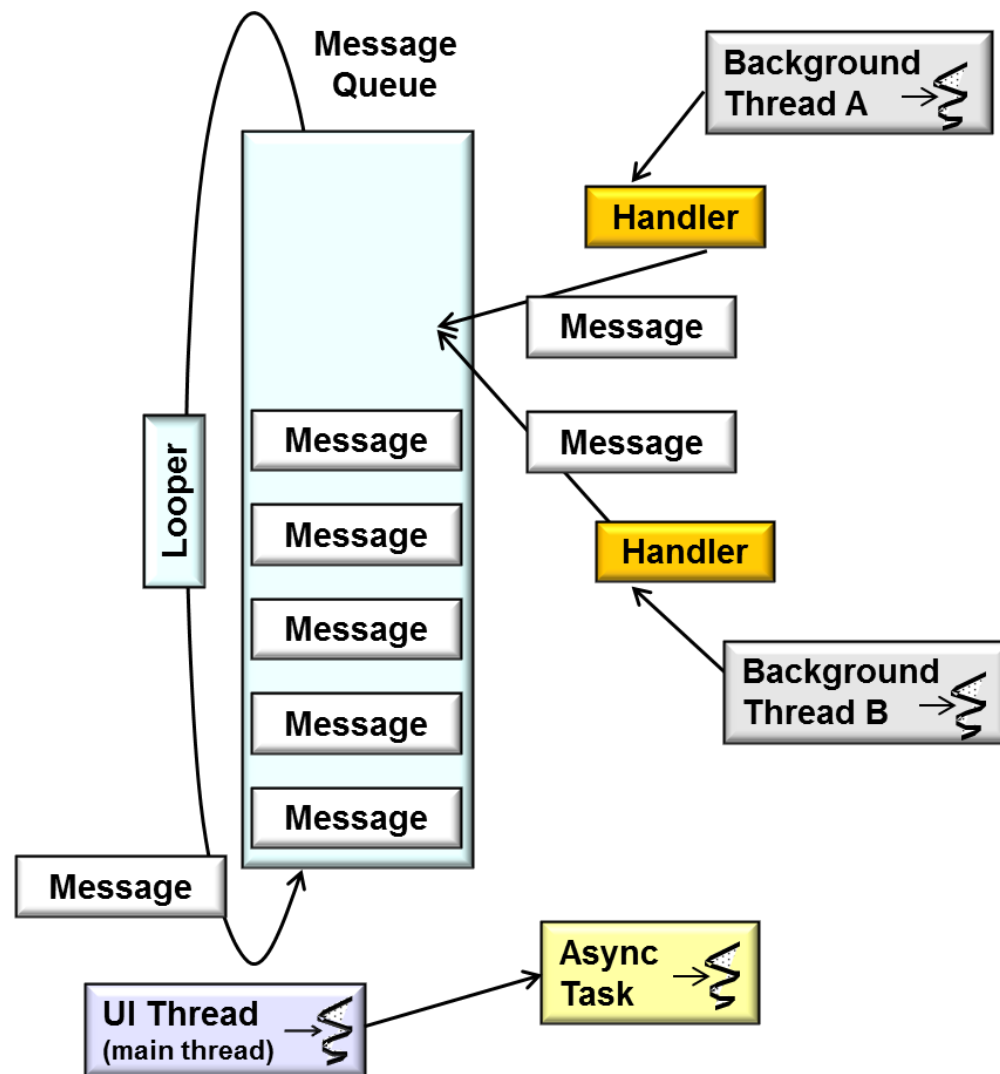 Message
Queue
Background
Thread A
Handler
Message
Message
Looper
Message
Message
Handler
Message
Background
Thread B
Message
Message
Message
Async
Task
UI Thread
(main thread)